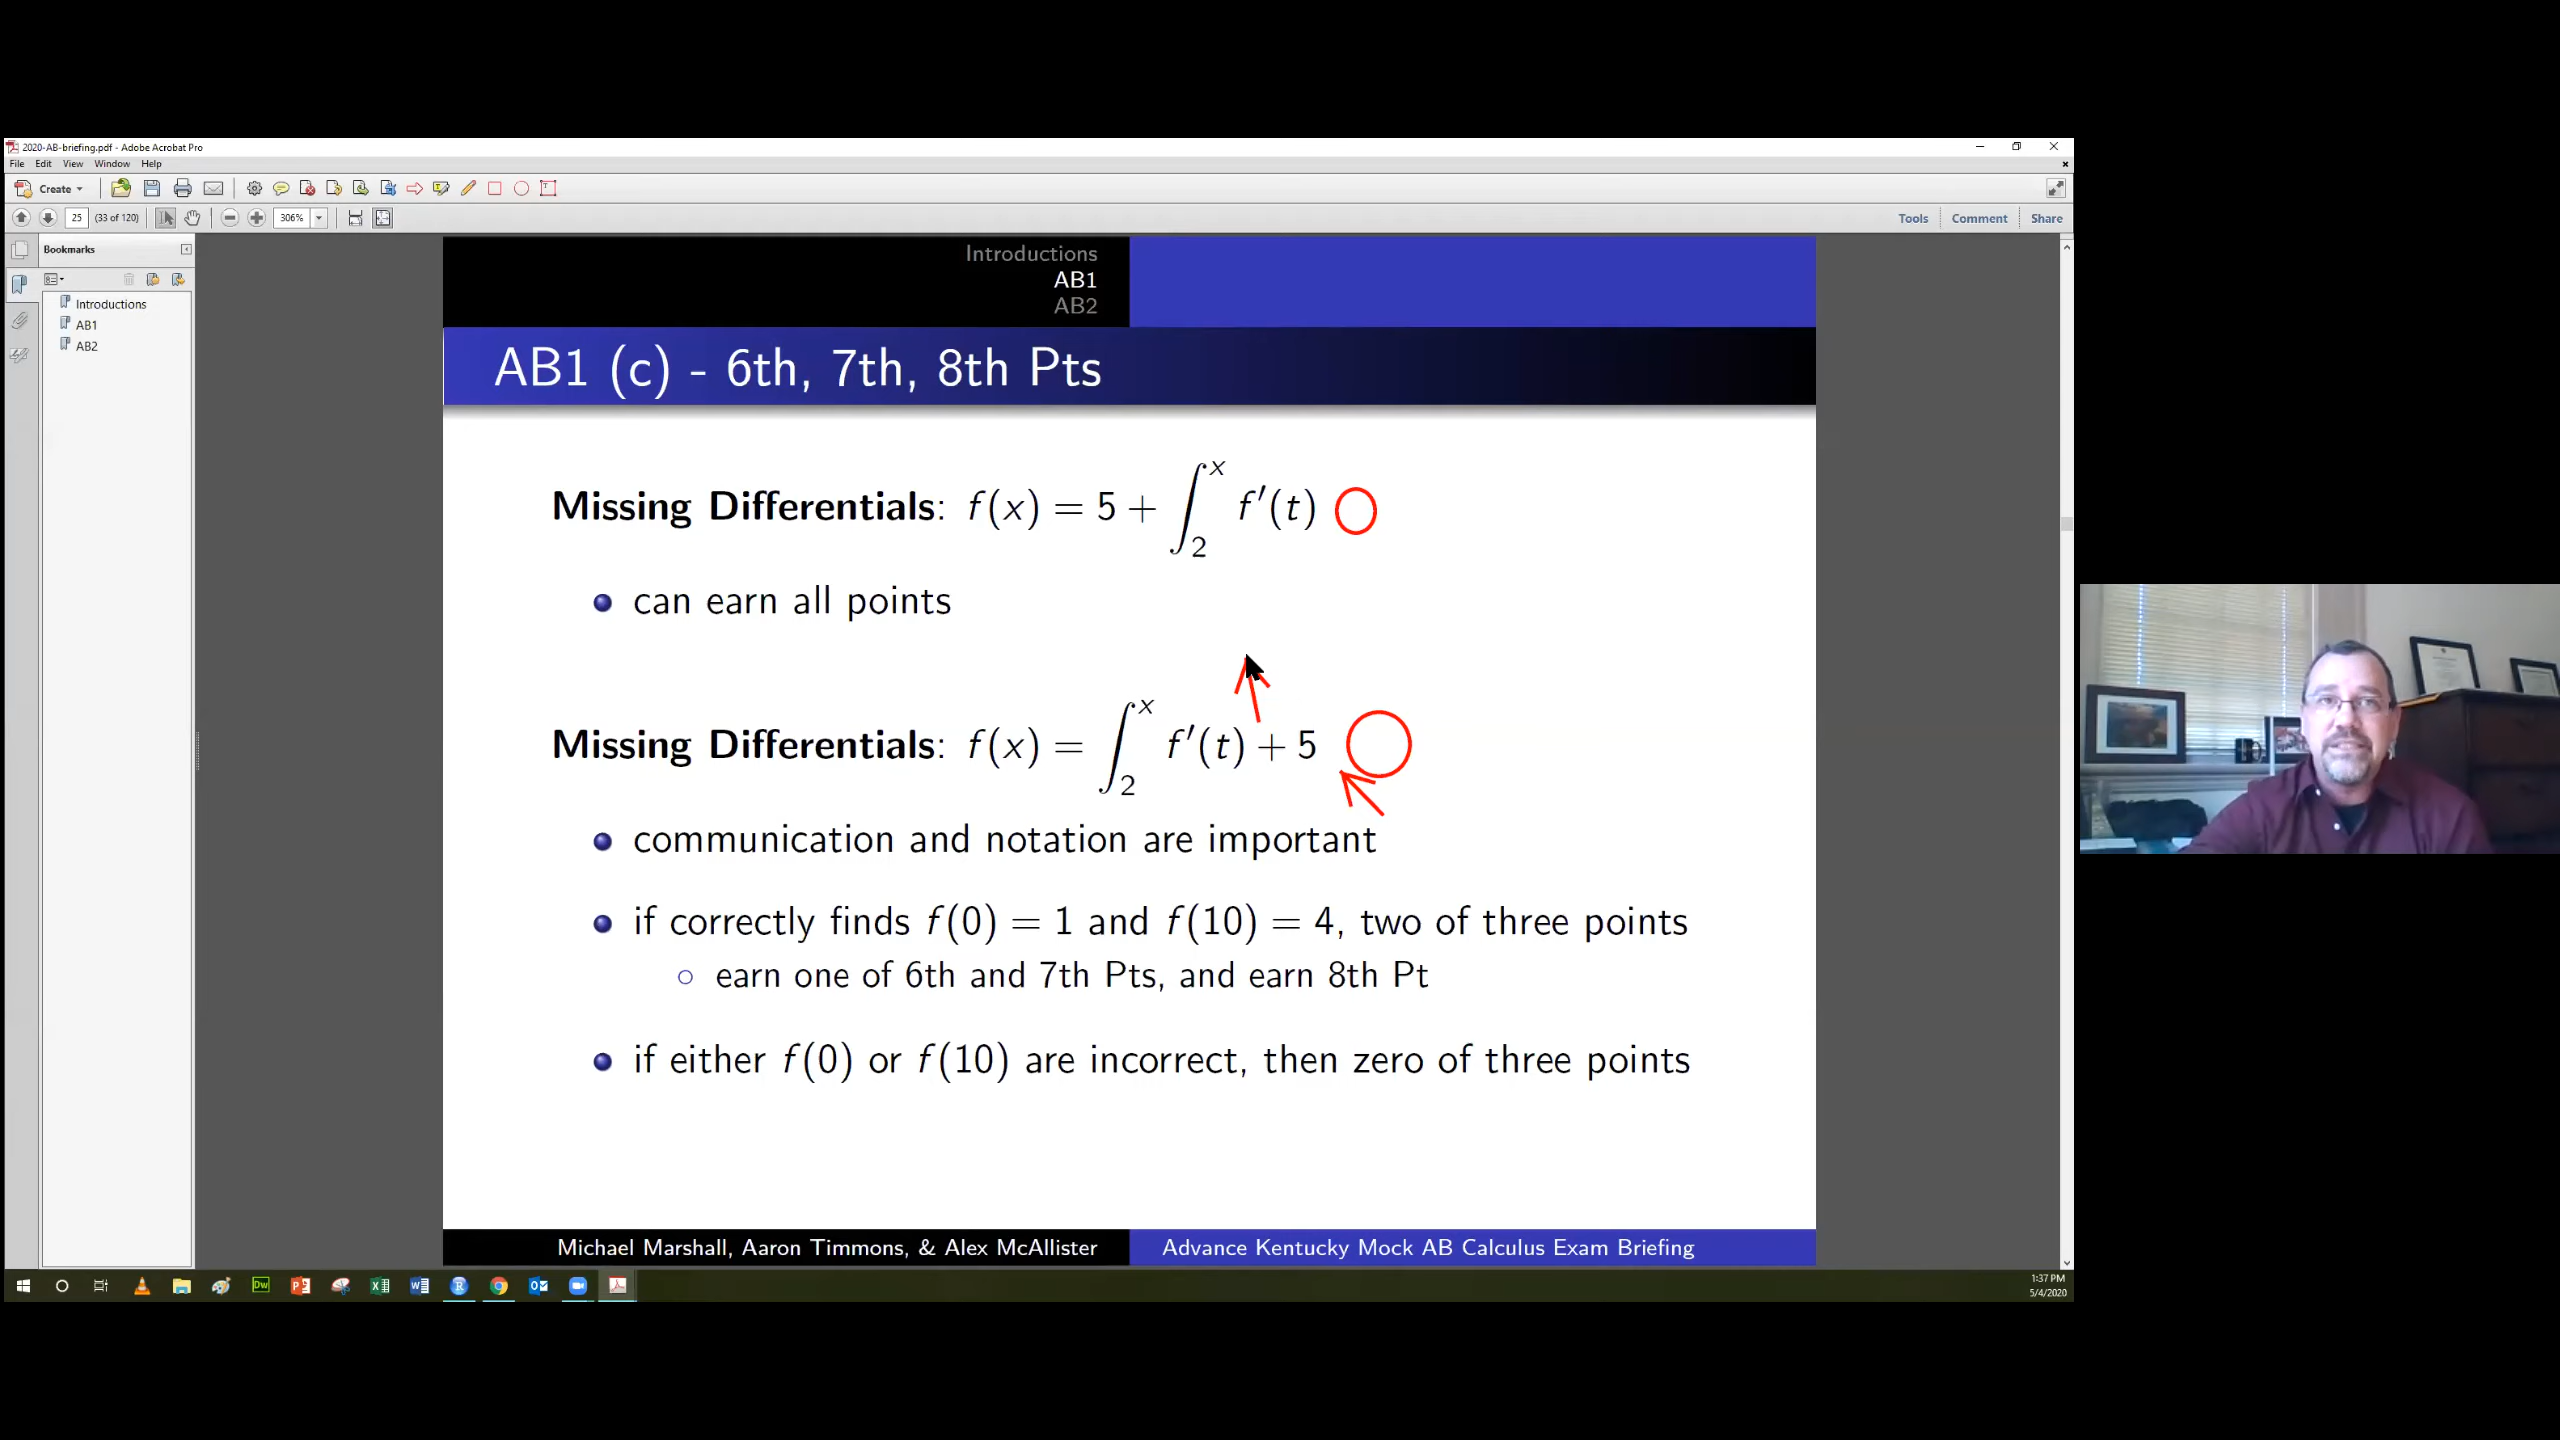 2020-AB-briefing.pdf - Adobe Acrobat Pro
File Edit View Window Help
Create
25 (33 of 120) 306% Tools Comment Share
Bookmarks
Introductions
AB1
AB2
Introductions
AB1
AB2
AB1 (c) - 6th, 7th, 8th Pts
Missing Differentials: f(x) = 5 + ∫₂ˣ f′(t)
can earn all points
Missing Differentials: f(x) = ∫₂ˣ f′(t) + 5
communication and notation are important
if correctly finds f(0) = 1 and f(10) = 4, two of three points
earn one of 6th and 7th Pts, and earn 8th Pt
if either f(0) or f(10) are incorrect, then zero of three points
Michael Marshall, Aaron Timmons, & Alex McAllister Advance Kentucky Mock AB Calculus Exam Briefing
1:37 PM
5/4/2020